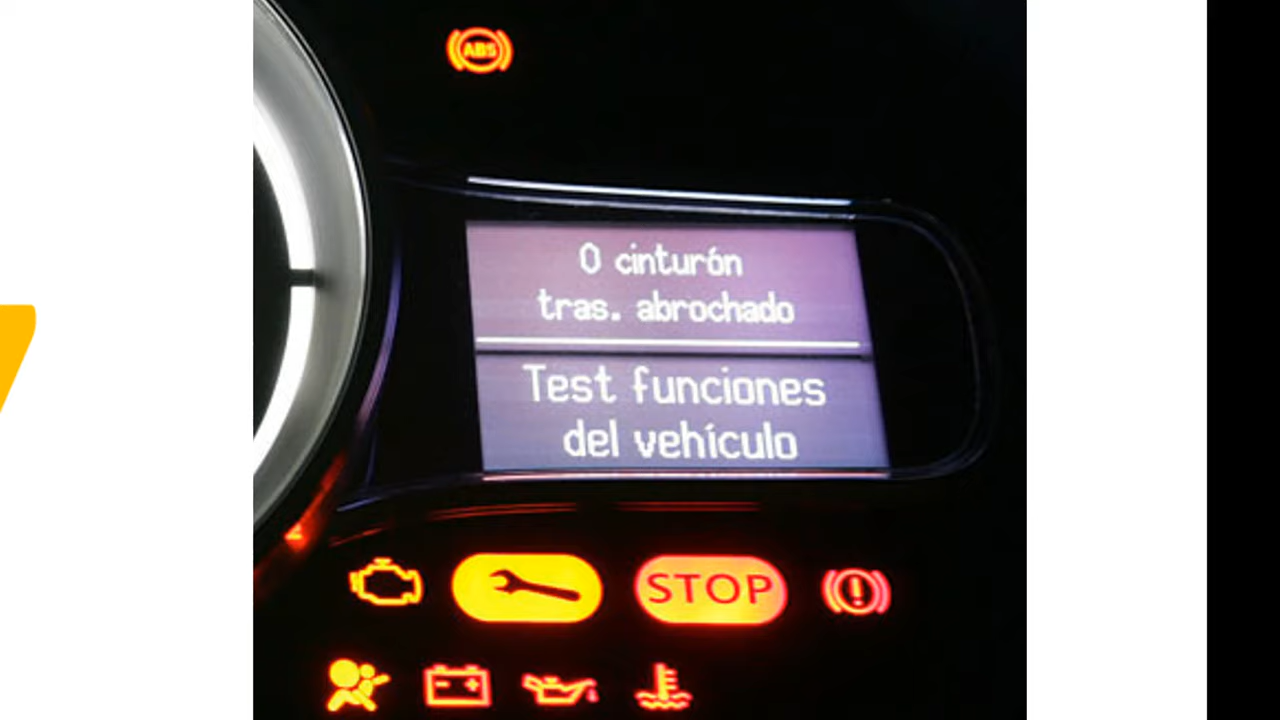 ABS
0 cinturón
tras. abrochado
Test funciones
del vehículo
STOP